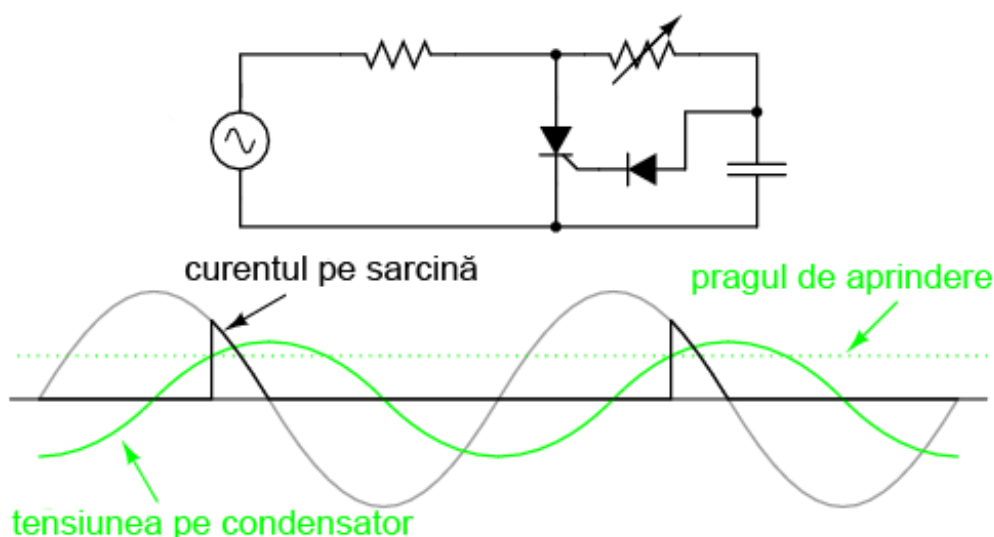 curentul pe sarcină
pragul de aprindere
tensiunea pe condensator